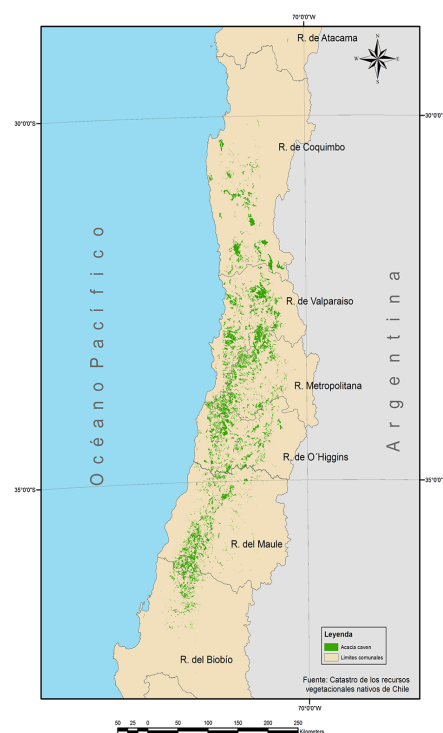 70°0'0"W
R. de Atacama
N
W
E
S
30°0'0"S
30°0'0"
R. de Coquimbo
Océano Pacífico
R. de Valparaiso
Argentina
R. Metropolitana
R. de O´Higgins
35°0'0"S
35°0'0"
R. del Maule
R. del Biobío
Leyenda
Acacia caven
Limites comunales
Fuente: Catastro de los recursos
vegetacionales nativos de Chile
70°0'0"W
50 25 0 50 100 150 200 250
Kilometers